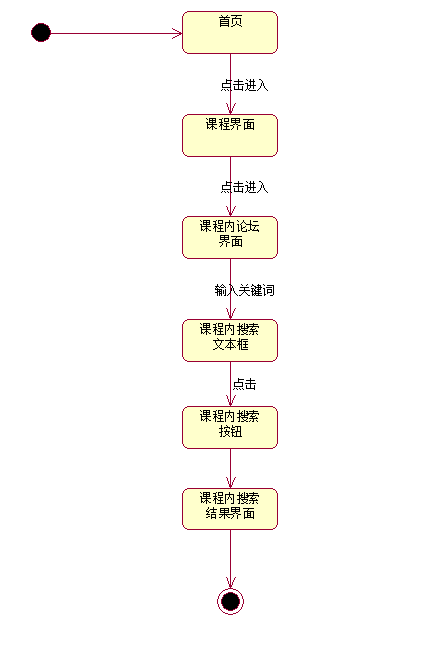 首页
点击进入
课程界面
点击进入
课程内论坛
界面
输入关键词
课程内搜索
文本框
点击
课程内搜索
按钮
课程内搜索
结果界面